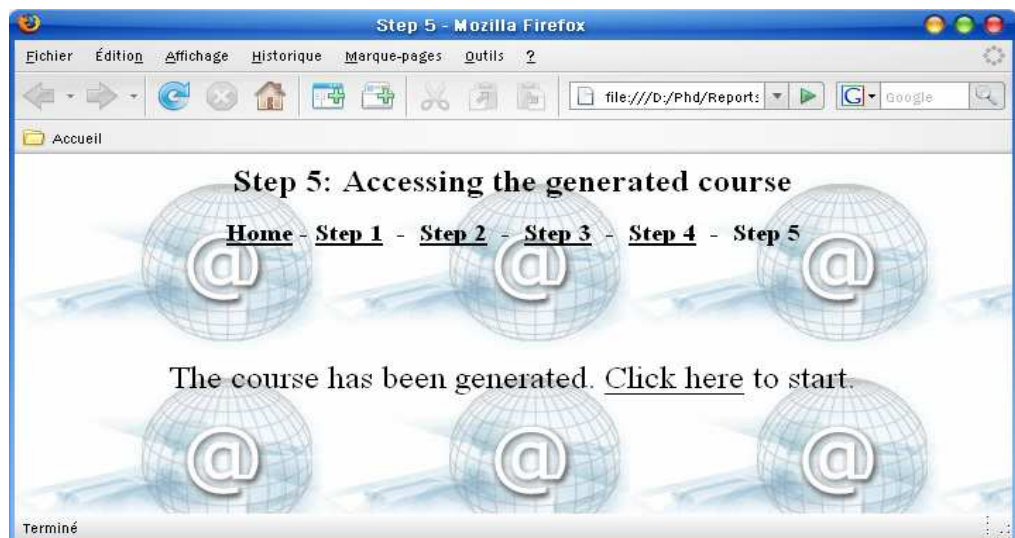 Step 5 - Mozilla Firefox
Fichier Édition Affichage Historique Marque-pages Outils ?
file:///D:/Phd/Reports G Google
Accueil
Step 5: Accessing the generated course
Home - Step 1 - Step 2 - Step 3 - Step 4 - Step 5
@ @ @
The course has been generated. Click here to start.
@ @ @
Terminé